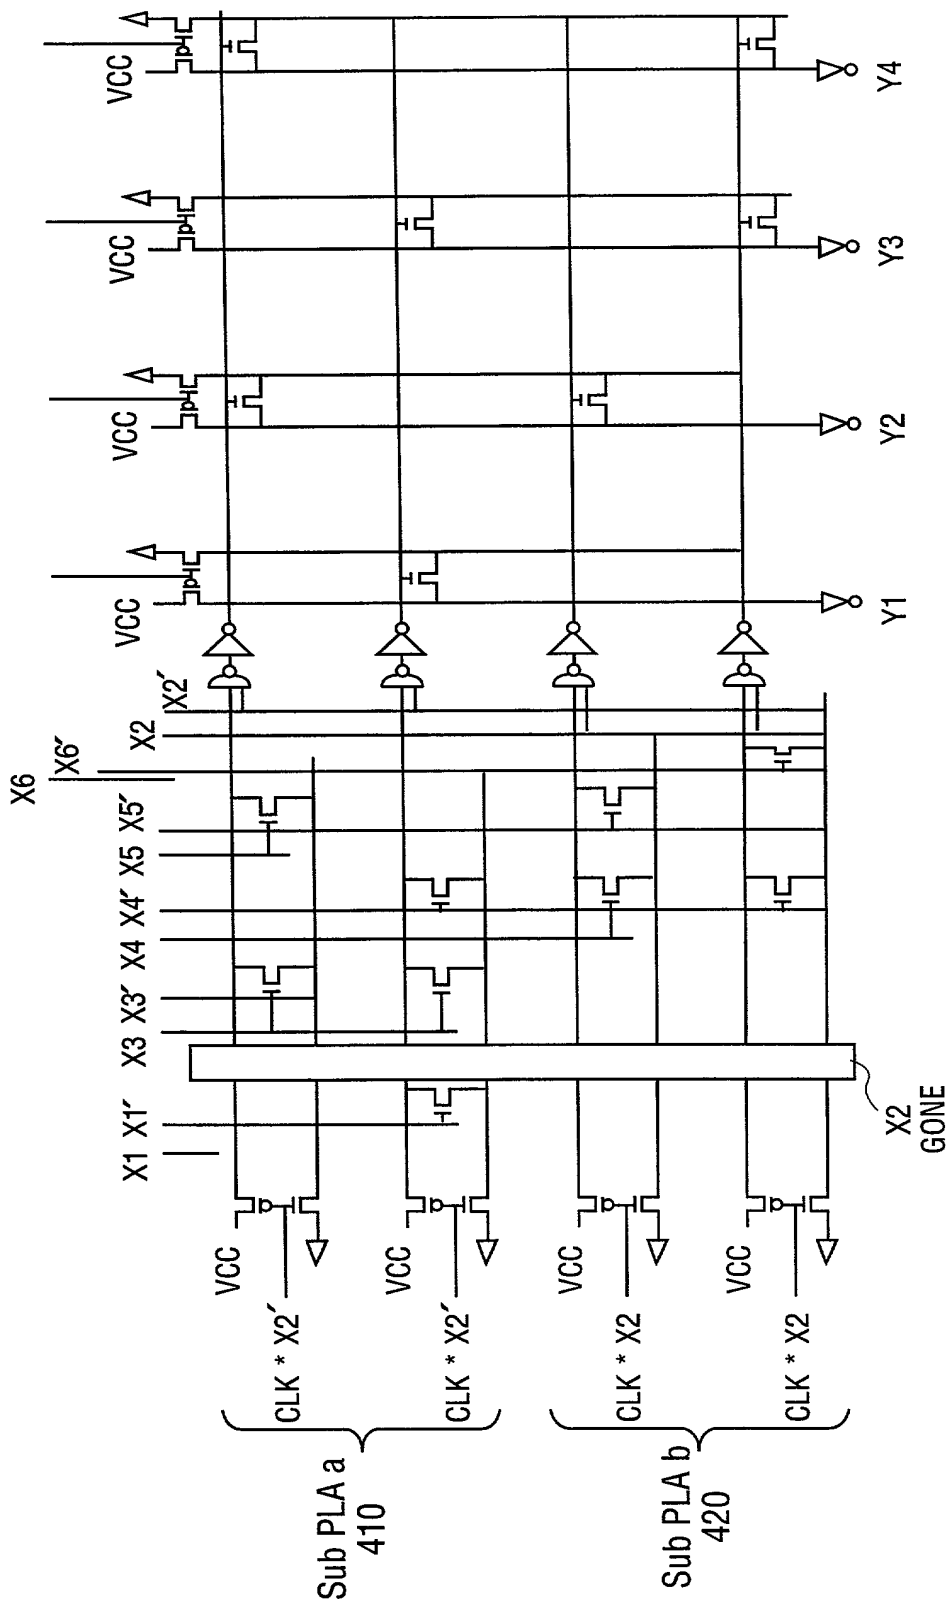 Sub PLA a
410
Sub PLA b
420
CLK * X2´
CLK * X2´
CLK * X2
CLK * X2
VCC
VCC
VCC
VCC
X1
X1´
X3
X3´
X4
X4´
X5
X5´
X6
X6´
X2
X2´
X2
GONE
VCC
VCC
VCC
VCC
Y1
Y2
Y3
Y4